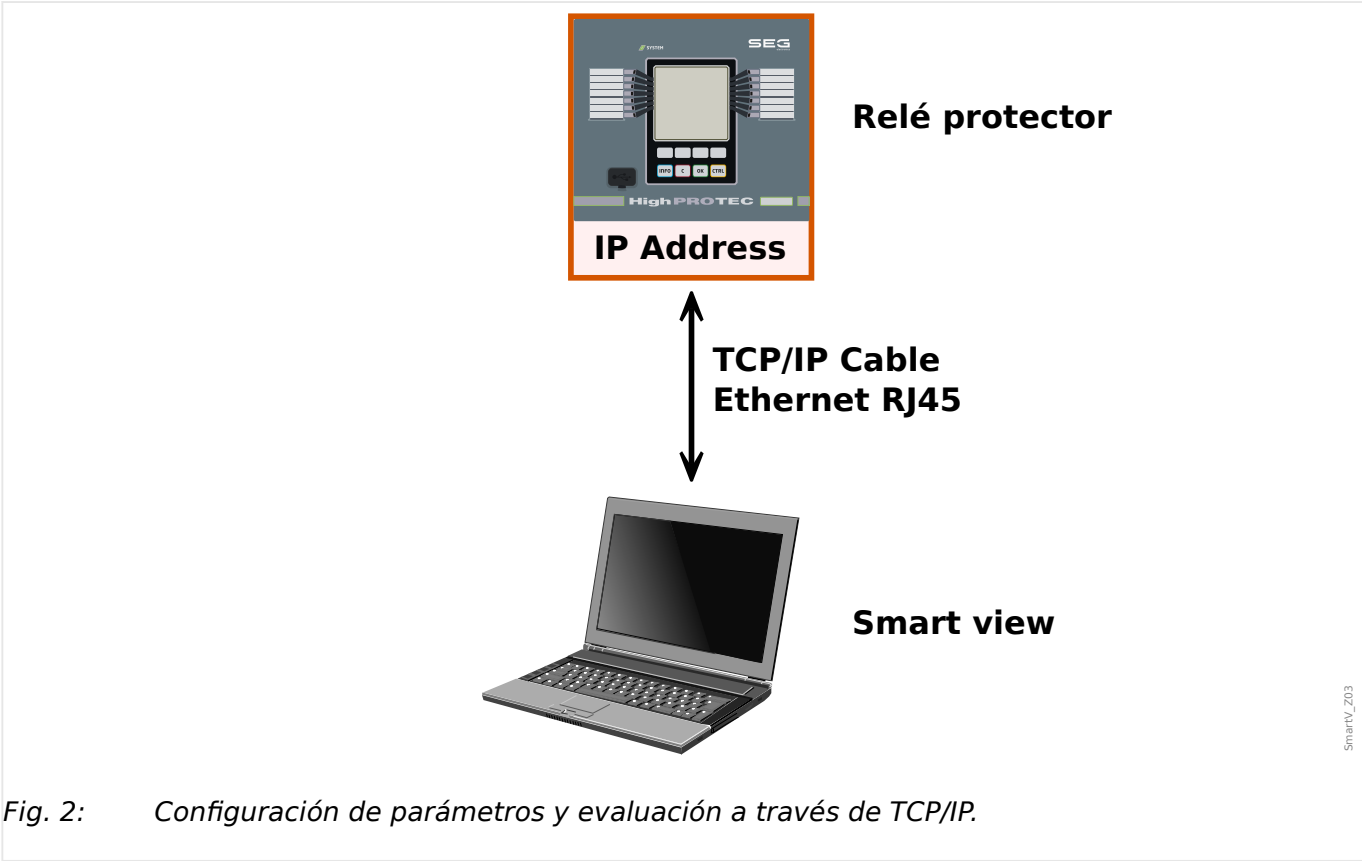 SYSTEM
SEG
INFO C OK CTRL
HighPROTEC
IP Address
Relé protector
TCP/IP Cable
Ethernet RJ45
Smart view
SmartV_Z03
Fig. 2: Configuración de parámetros y evaluación a través de TCP/IP.